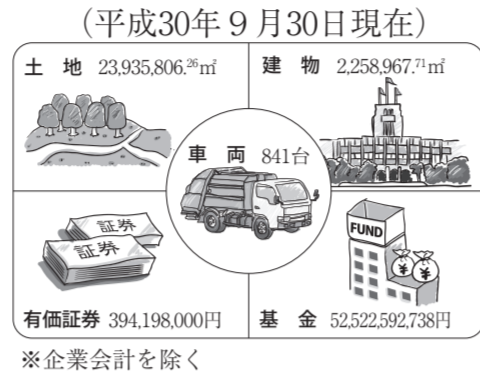 （平成30年９月30日現在）
土　地　23,935,806.26㎡
建　物　2,258,967.71㎡
車　両　841台
証券
証券
FUND
¥ ¥
有価証券　394,198,000円
基　金　52,522,592,738円
※企業会計を除く